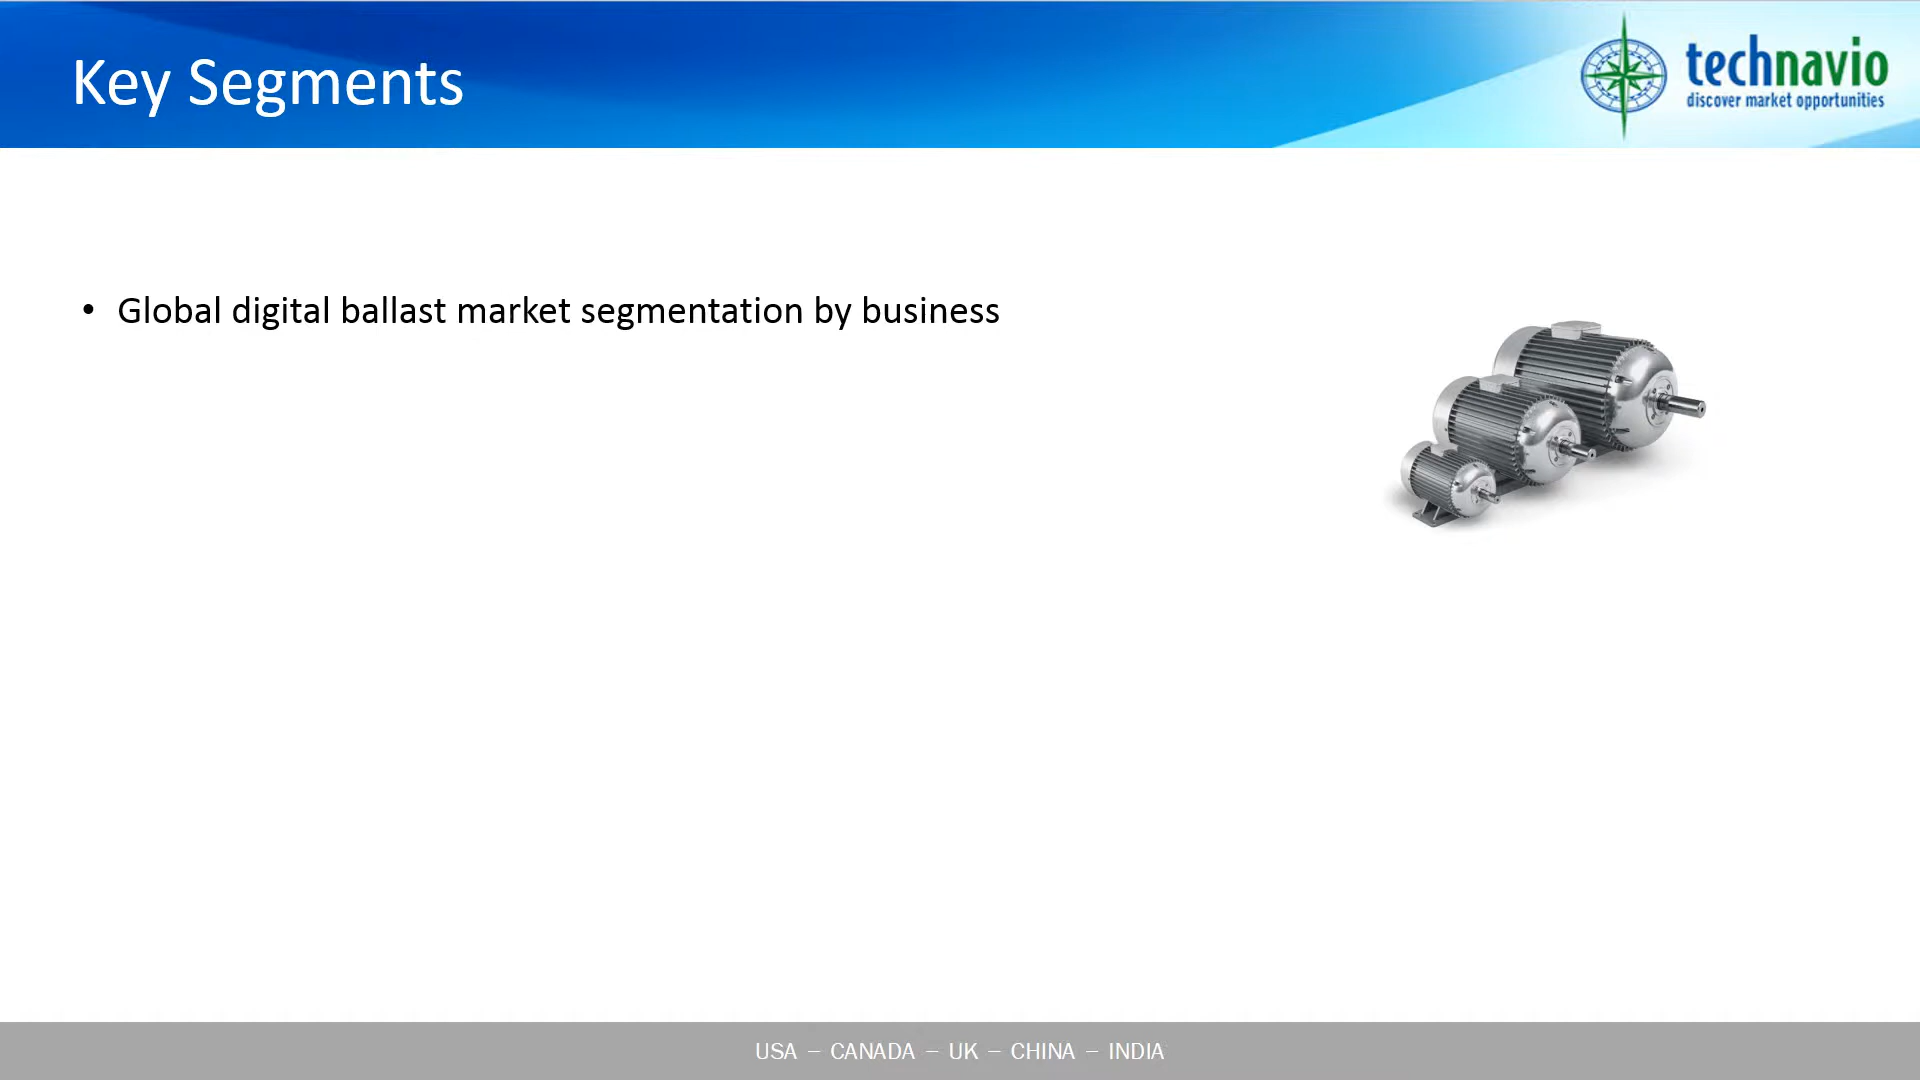 Key Segments
technavio
discover market opportunities
• Global digital ballast market segmentation by business
USA – CANADA – UK – CHINA – INDIA